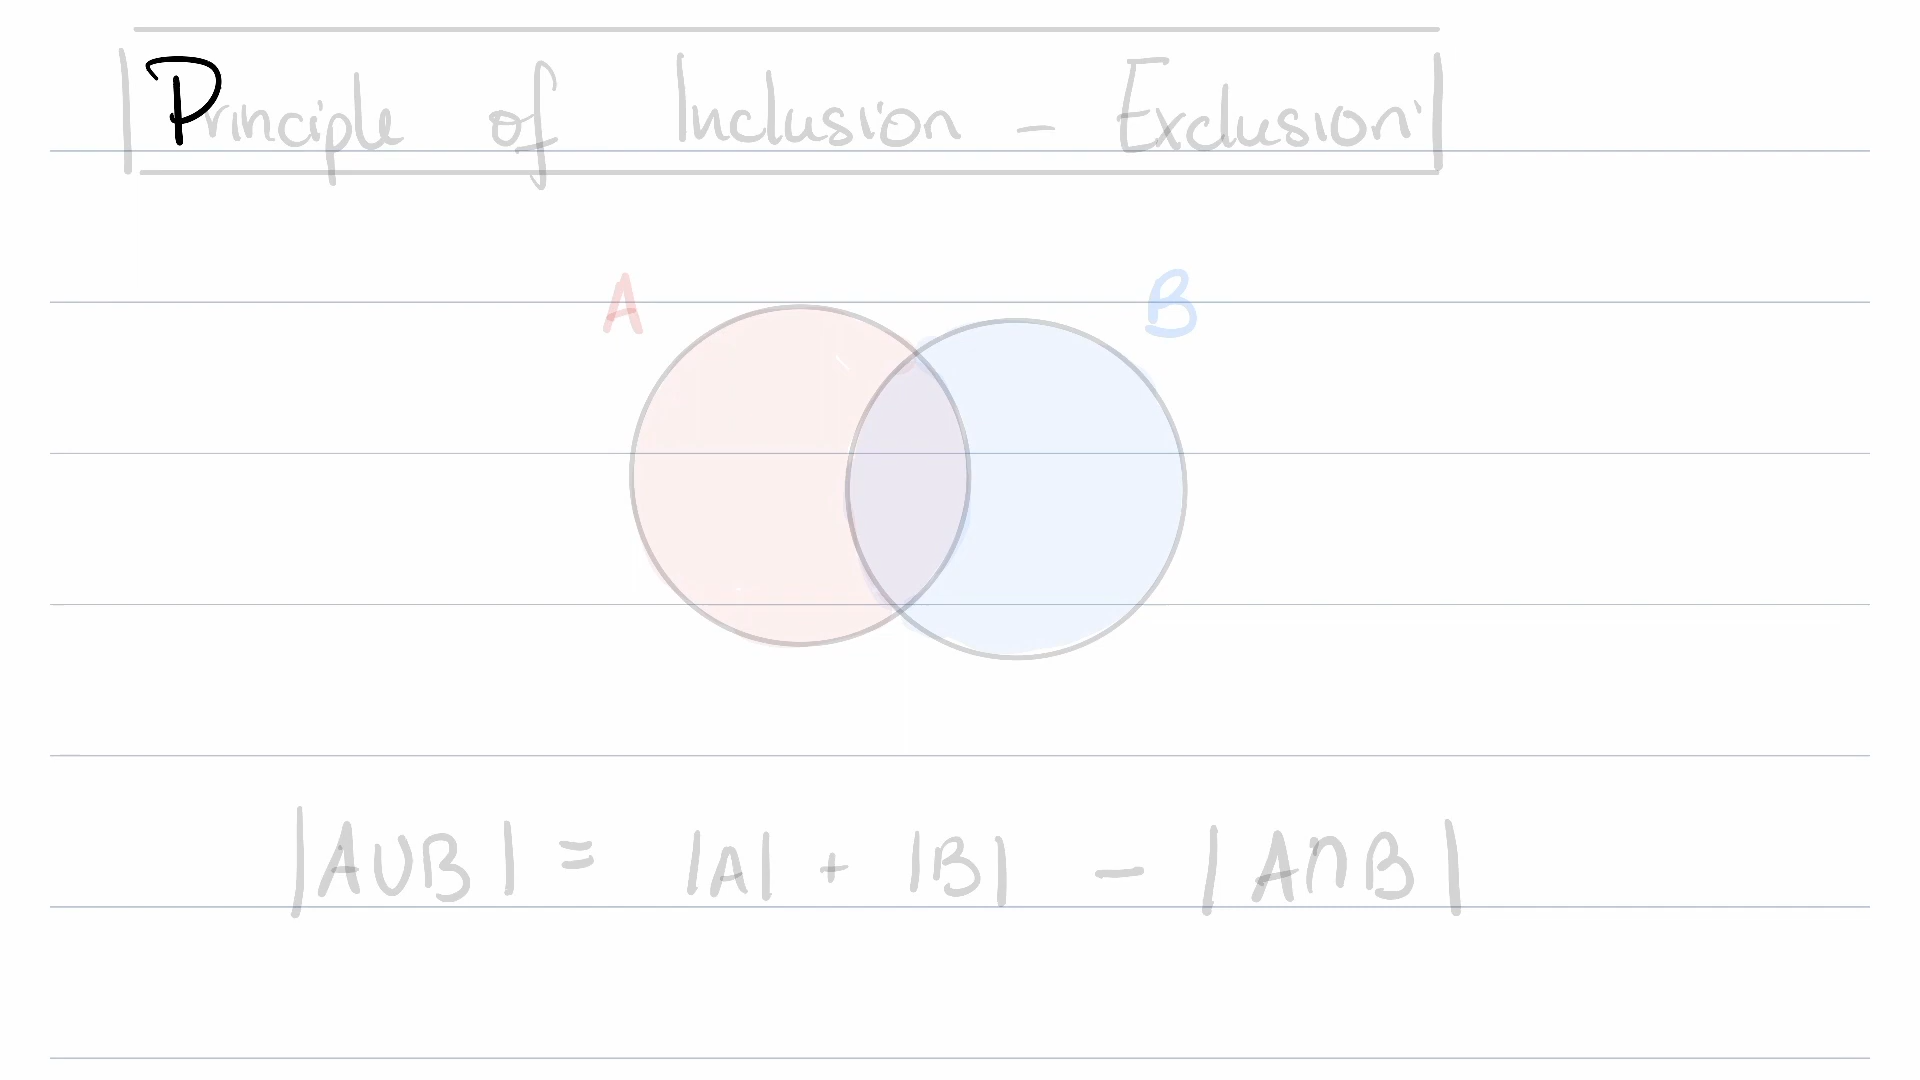 Principle of Inclusion - Exclusion:
A B
|A∪B| = |A| + |B| - |A∩B|